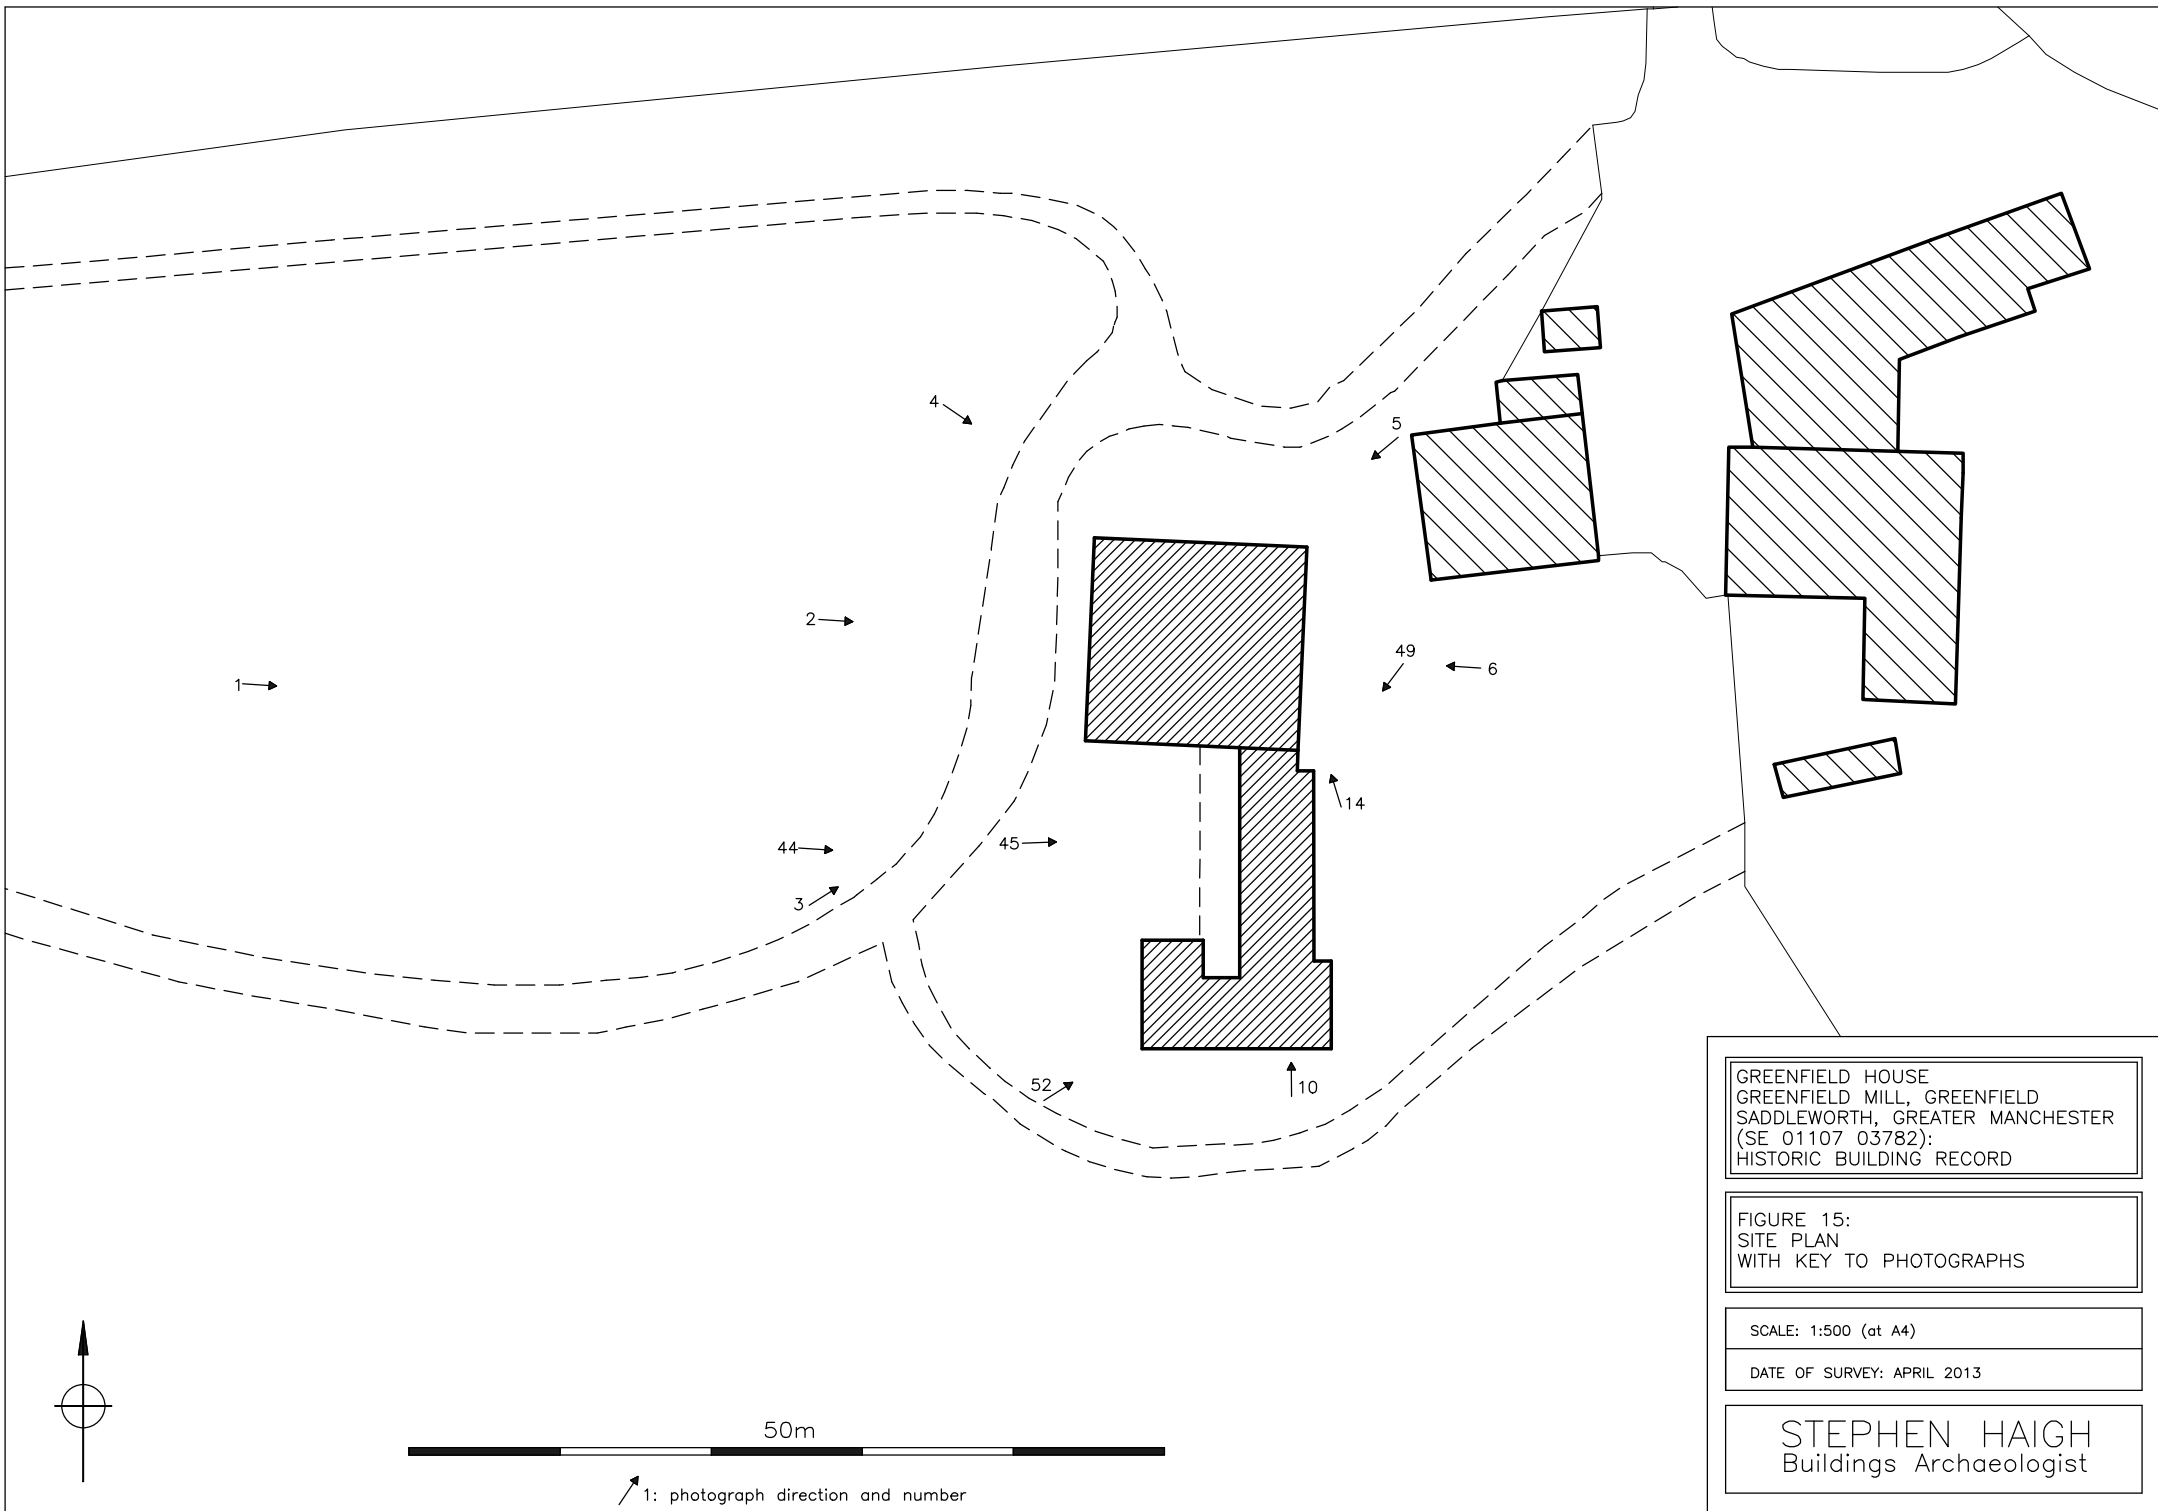 4
5
2
49
6
1
14
45
44
3
52
10
GREENFIELD HOUSE
GREENFIELD MILL, GREENFIELD
SADDLEWORTH, GREATER MANCHESTER
(SE 01107 03782):
HISTORIC BUILDING RECORD
FIGURE 15:
SITE PLAN
WITH KEY TO PHOTOGRAPHS
SCALE: 1:500 (at A4)
DATE OF SURVEY: APRIL 2013
STEPHEN HAIGH
Buildings Archaeologist
50m
1: photograph direction and number